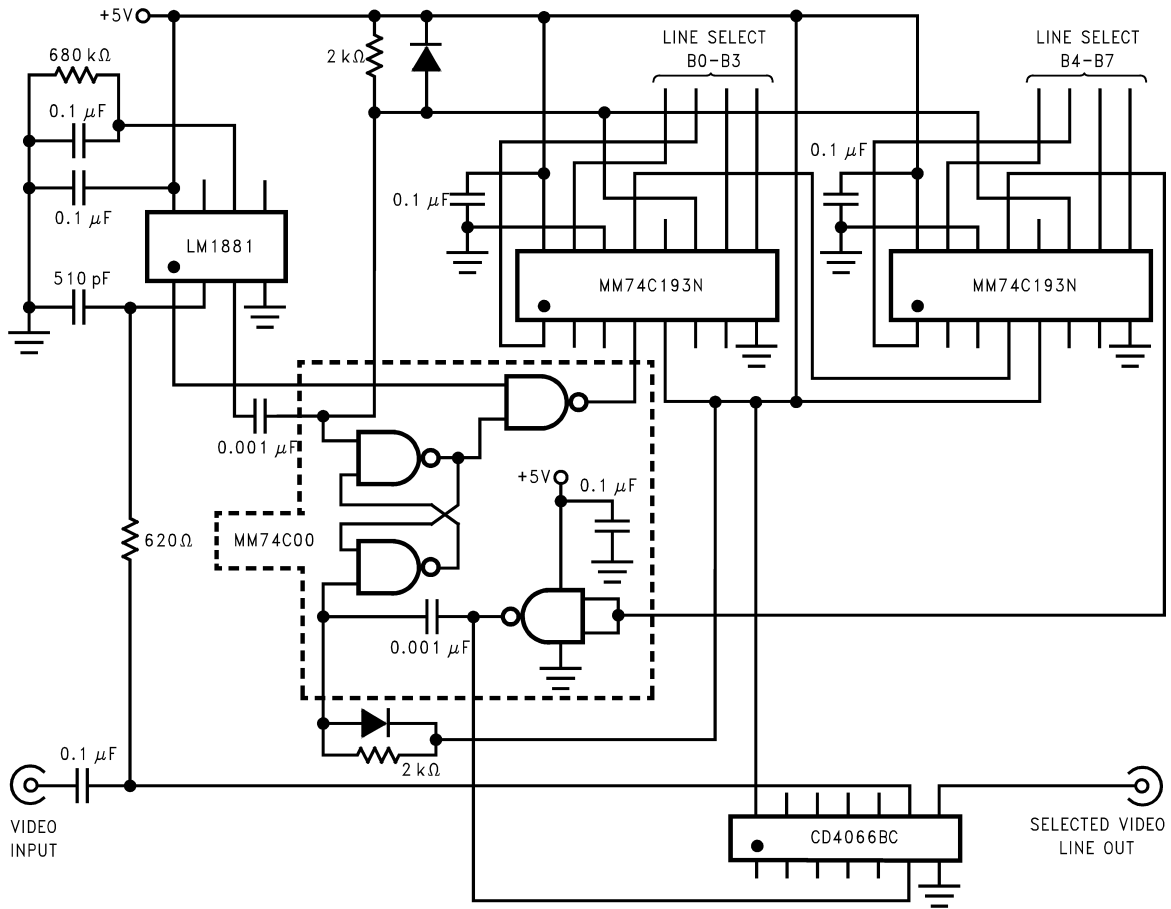 +5V
680 kΩ
2 kΩ
LINE SELECT
B0-B3
LINE SELECT
B4-B7
0.1 μF
0.1 μF
0.1 μF
0.1 μF
LM1881
510 pF
MM74C193N
MM74C193N
0.001 μF
+5V
0.1 μF
620Ω
MM74C00
0.001 μF
0.1 μF
2 kΩ
VIDEO
INPUT
CD4066BC
SELECTED VIDEO
LINE OUT